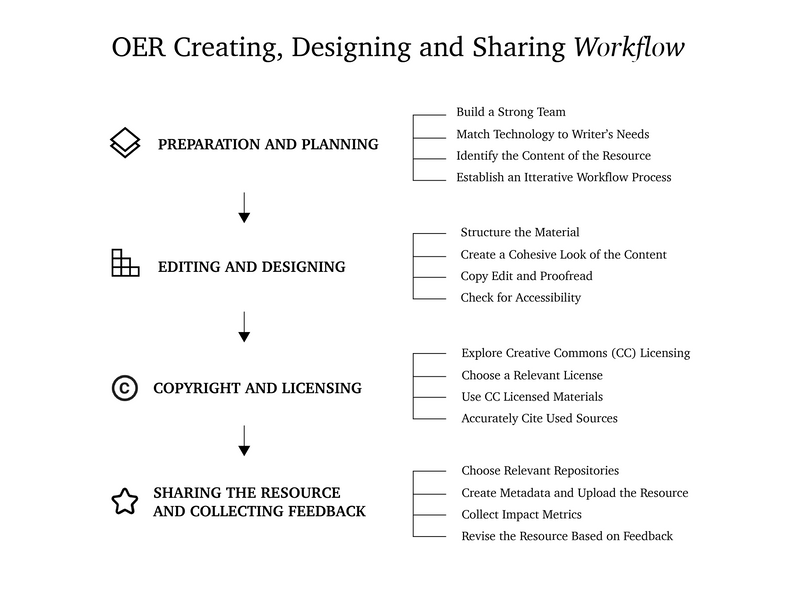 OER Creating, Designing and Sharing Workflow
PREPARATION AND PLANNING
Build a Strong Team
Match Technology to Writer's Needs
Identify the Content of the Resource
Establish an Itterative Workflow Process
EDITING AND DESIGNING
Structure the Material
Create a Cohesive Look of the Content
Copy Edit and Proofread
Check for Accessibility
©
COPYRIGHT AND LICENSING
Explore Creative Commons (CC) Licensing
Choose a Relevant License
Use CC Licensed Materials
Accurately Cite Used Sources
SHARING THE RESOURCE
AND COLLECTING FEEDBACK
Choose Relevant Repositories
Create Metadata and Upload the Resource
Collect Impact Metrics
Revise the Resource Based on Feedback